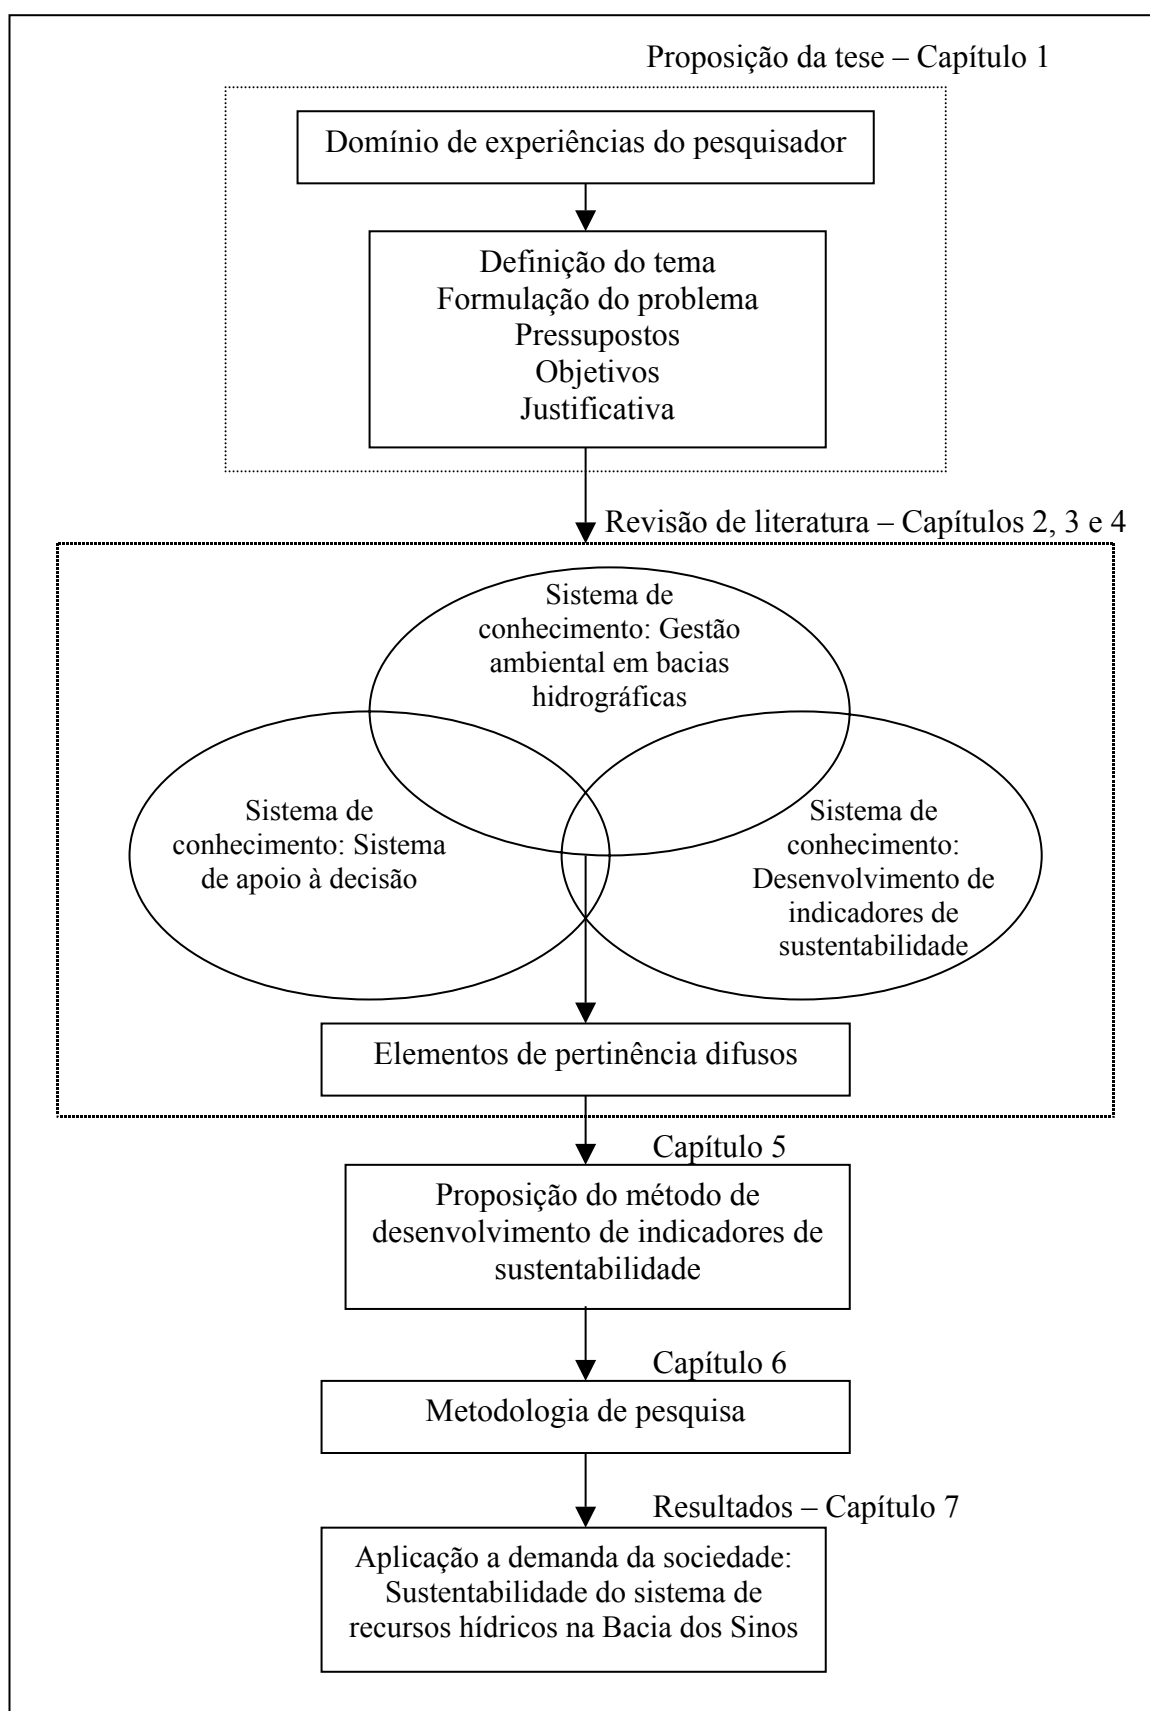 Proposição da tese – Capítulo 1
Domínio de experiências do pesquisador
Definição do tema
Formulação do problema
Pressupostos
Objetivos
Justificativa
Revisão de literatura – Capítulos 2, 3 e 4
Sistema de
conhecimento: Gestão
ambiental em bacias
hidrográficas
Sistema de
conhecimento: Sistema
de apoio à decisão
Sistema de
conhecimento:
Desenvolvimento de
indicadores de
sustentabilidade
Elementos de pertinência difusos
Capítulo 5
Proposição do método de
desenvolvimento de indicadores de
sustentabilidade
Capítulo 6
Metodologia de pesquisa
Resultados – Capítulo 7
Aplicação a demanda da sociedade:
Sustentabilidade do sistema de
recursos hídricos na Bacia dos Sinos